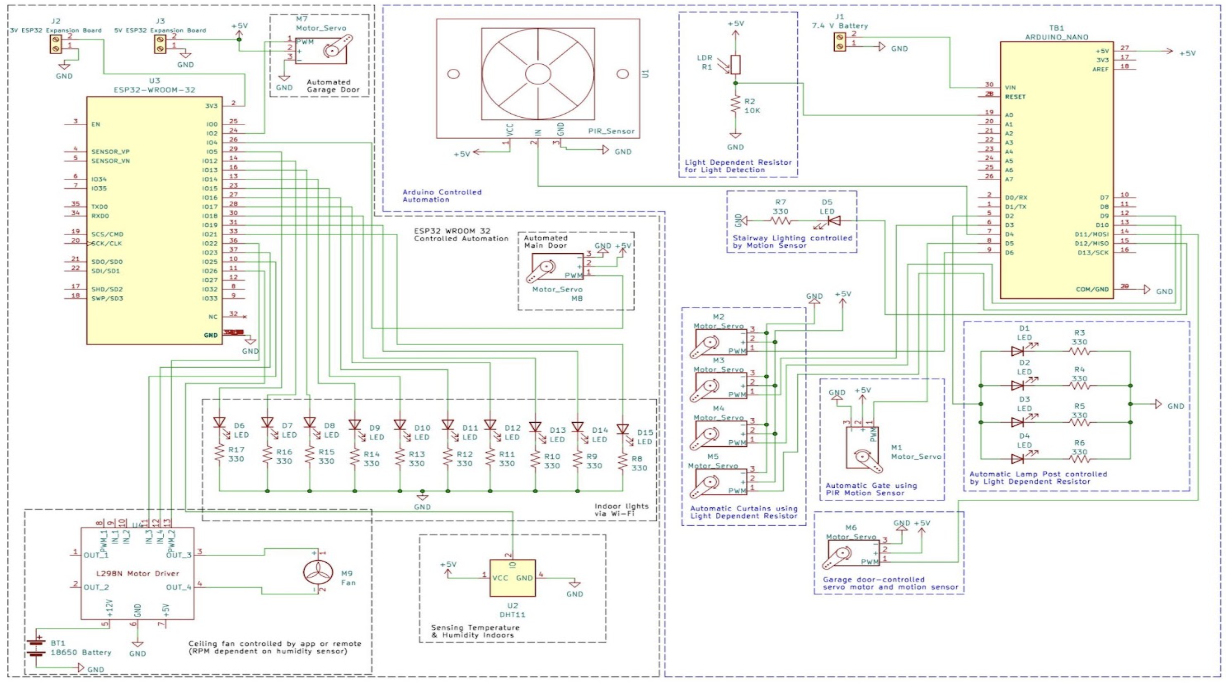 J2
3V ESP32 Expansion Board
2
1
GND
J3
5V ESP32 Expansion Board
2
1
GND
+5V
M7
Motor_Servo
PWM
1
2
3
+
-
GND
Automated
Garage Door
U3
ESP32-WROOM-32
3V3 2
3 EN
IO0 25
IO2 24
IO4 26
4 SENSOR_VP
IO5 29
5 SENSOR_VN
IO12 14
IO13 16
6 IO34
IO14 13
7 IO35
IO15 23
IO16 27
35 TXD0
IO17 28
34 RXD0
IO18 30
IO19 31
19 SCS/CMD
IO21 33
20 SCK/CLK
IO22 36
IO23 37
21 SDO/SD0
IO25 10
22 SDI/SD1
IO26 11
IO27 12
17 SHD/SD2
IO32 8
18 SWP/SD3
IO33 9
NC 32
GND
GND
U1
PIR_Sensor
VCC
IN
GND
1
2
3
+5V
GND
Arduino Controlled
Automation
ESP32 WROOM 32
Controlled Automation
+5V
LDR
R1
R2
10K
GND
Light Dependent Resistor
for Light Detection
J1
7.4 V Battery
2
1
GND
TB1
ARDUINO_NANO
+5V 27
+5V
3V3 17
AREF 18
30 VIN
28 RESET
19 A0
20 A1
21 A2
22 A3
23 A4
24 A5
25 A6
26 A7
2 D0/RX
D7 10
1 D1/TX
D8 11
5 D2
D9 12
6 D3
D10 13
7 D4
D11/MOSI 14
8 D5
D12/MISO 15
9 D6
D13/SCK 16
COM/GND
GND
GND
R7
330
D5
LED
Stairway Lighting controlled
by Motion Sensor
Automated
Main Door
GND
+5V
3
2
1
-
+
PWM
Motor_Servo
M8
GND
+5V
M2
Motor_Servo
- 3
+ 2
PWM 1
M3
Motor_Servo
- 3
+ 2
PWM 1
M4
Motor_Servo
- 3
+ 2
PWM 1
M5
Motor_Servo
- 3
+ 2
PWM 1
Automatic Curtains using
Light Dependent Resistor
GND
+5V
3
2
1
PWM
M1
Motor_Servo
Automatic Gate using
PIR Motion Sensor
D1
LED
R3
330
D2
LED
R4
330
D3
LED
R5
330
D4
LED
R6
330
GND
Automatic Lamp Post controlled
by Light Dependent Resistor
M6
Motor_Servo
GND
+5V
- 3
+ 2
PWM 1
Garage door-controlled
servo motor and motion sensor
D6
LED
D7
LED
D8
LED
D9
LED
D10
LED
D11
LED
D12
LED
D13
LED
D14
LED
D15
LED
R17
330
R16
330
R15
330
R14
330
R13
330
R12
330
R11
330
R10
330
R9
330
R8
330
GND
Indoor lights
via Wi-Fi
8
9
10
11
12
13
PWM_1
IN_1
IN_2
IN_3
IN_4
PWM_2
1 OUT_1
OUT_3 3
L298N Motor Driver
2 OUT_2
OUT_4 4
+12V
GND
+5V
5
6
7
GND
+ 1
- 2
M9
Fan
BT1
18650 Battery
GND
Ceiling fan controlled by app or remote
(RPM dependent on humidity sensor)
+5V
2
IO
1 VCC
GND 4
GND
U2
DHT11
Sensing Temperature
& Humidity Indoors